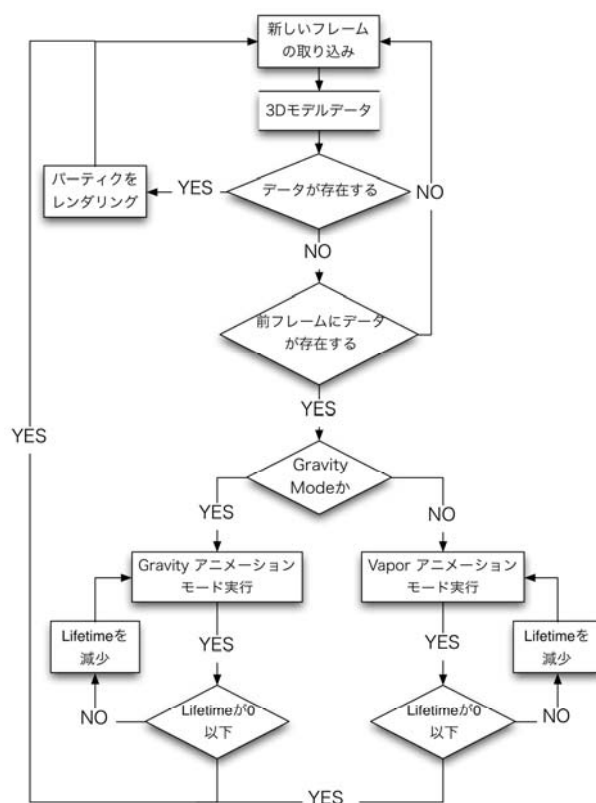 新しいフレーム
の取り込み
3Dモデルデータ
データが存在する
YES
パーティクを
レンダリング
NO
NO
前フレームにデータ
が存在する
YES
YES
Gravity
Modeか
YES
NO
Gravity アニメーション
モード実行
Vapor アニメーション
モード実行
YES
YES
Lifetimeを
減少
Lifetimeを
減少
NO
Lifetimeが0
以下
Lifetimeが0
以下
NO
YES